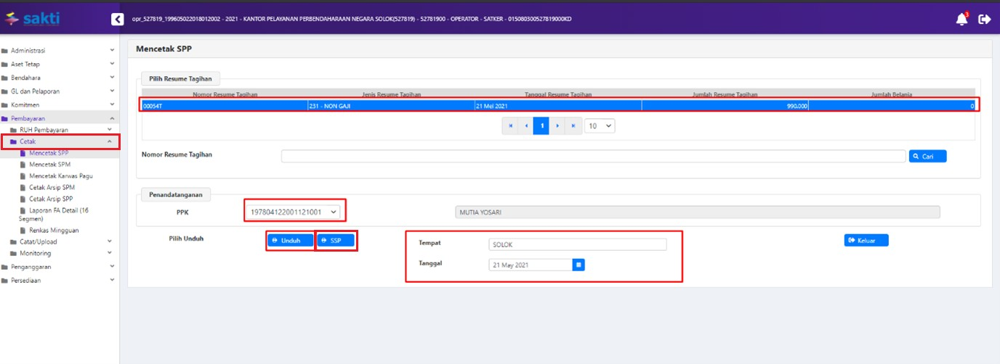 sakti
opr_527819_199605022018012002 - 2021 - KANTOR PELAYANAN PERBENDAHARAAN NEGARA SOLOK(527819) - 52781900 - OPERATOR - SATKER - 015080300527819000KD
3
Administrasi
Aset Tetap
Bendahara
GL dan Pelaporan
Komitmen
Pembayaran
RUH Pembayaran
Cetak
Mencetak SPP
Mencetak SPM
Mencetak Karwas Pagu
Cetak Arsip SPM
Cetak Arsip SPP
Laporan FA Detail (16
Segmen)
Renkas Mingguan
Catat/Upload
Monitoring
Penganggaran
Persediaan
Mencetak SPP
Pilih Resume Tagihan
Nomor Resume Tagihan Jenis Resume Tagihan Tanggal Resume Tagihan Jumlah Resume Tagihan Jumlah Belanja
00054T 231 - NON GAJI 21 Mei 2021 990,000 0
1 10
Nomor Resume Tagihan Cari
Penandatanganan
PPK 197804122001121001 MUTIA YOSARI
Pilih Unduh Unduh SSP Tempat SOLOK Keluar
Tanggal 21 May 2021